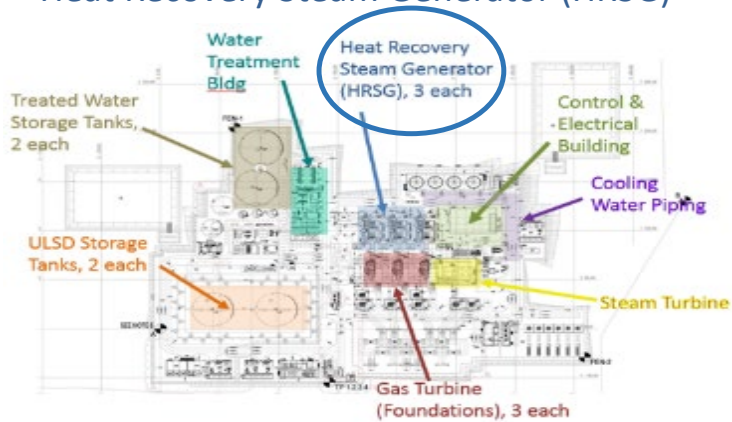 Heat Recovery Steam Generator (HRSG)
Water
Treatment
Bldg
Heat Recovery
Steam Generator
(HRSG), 3 each
Treated Water
Storage Tanks,
2 each
Control &
-Electrical
Building
Cooling
Water Piping
ULSD Storage
Tanks, 2 each
Steam Turbine
Gas Turbine
(Foundations), 3 each